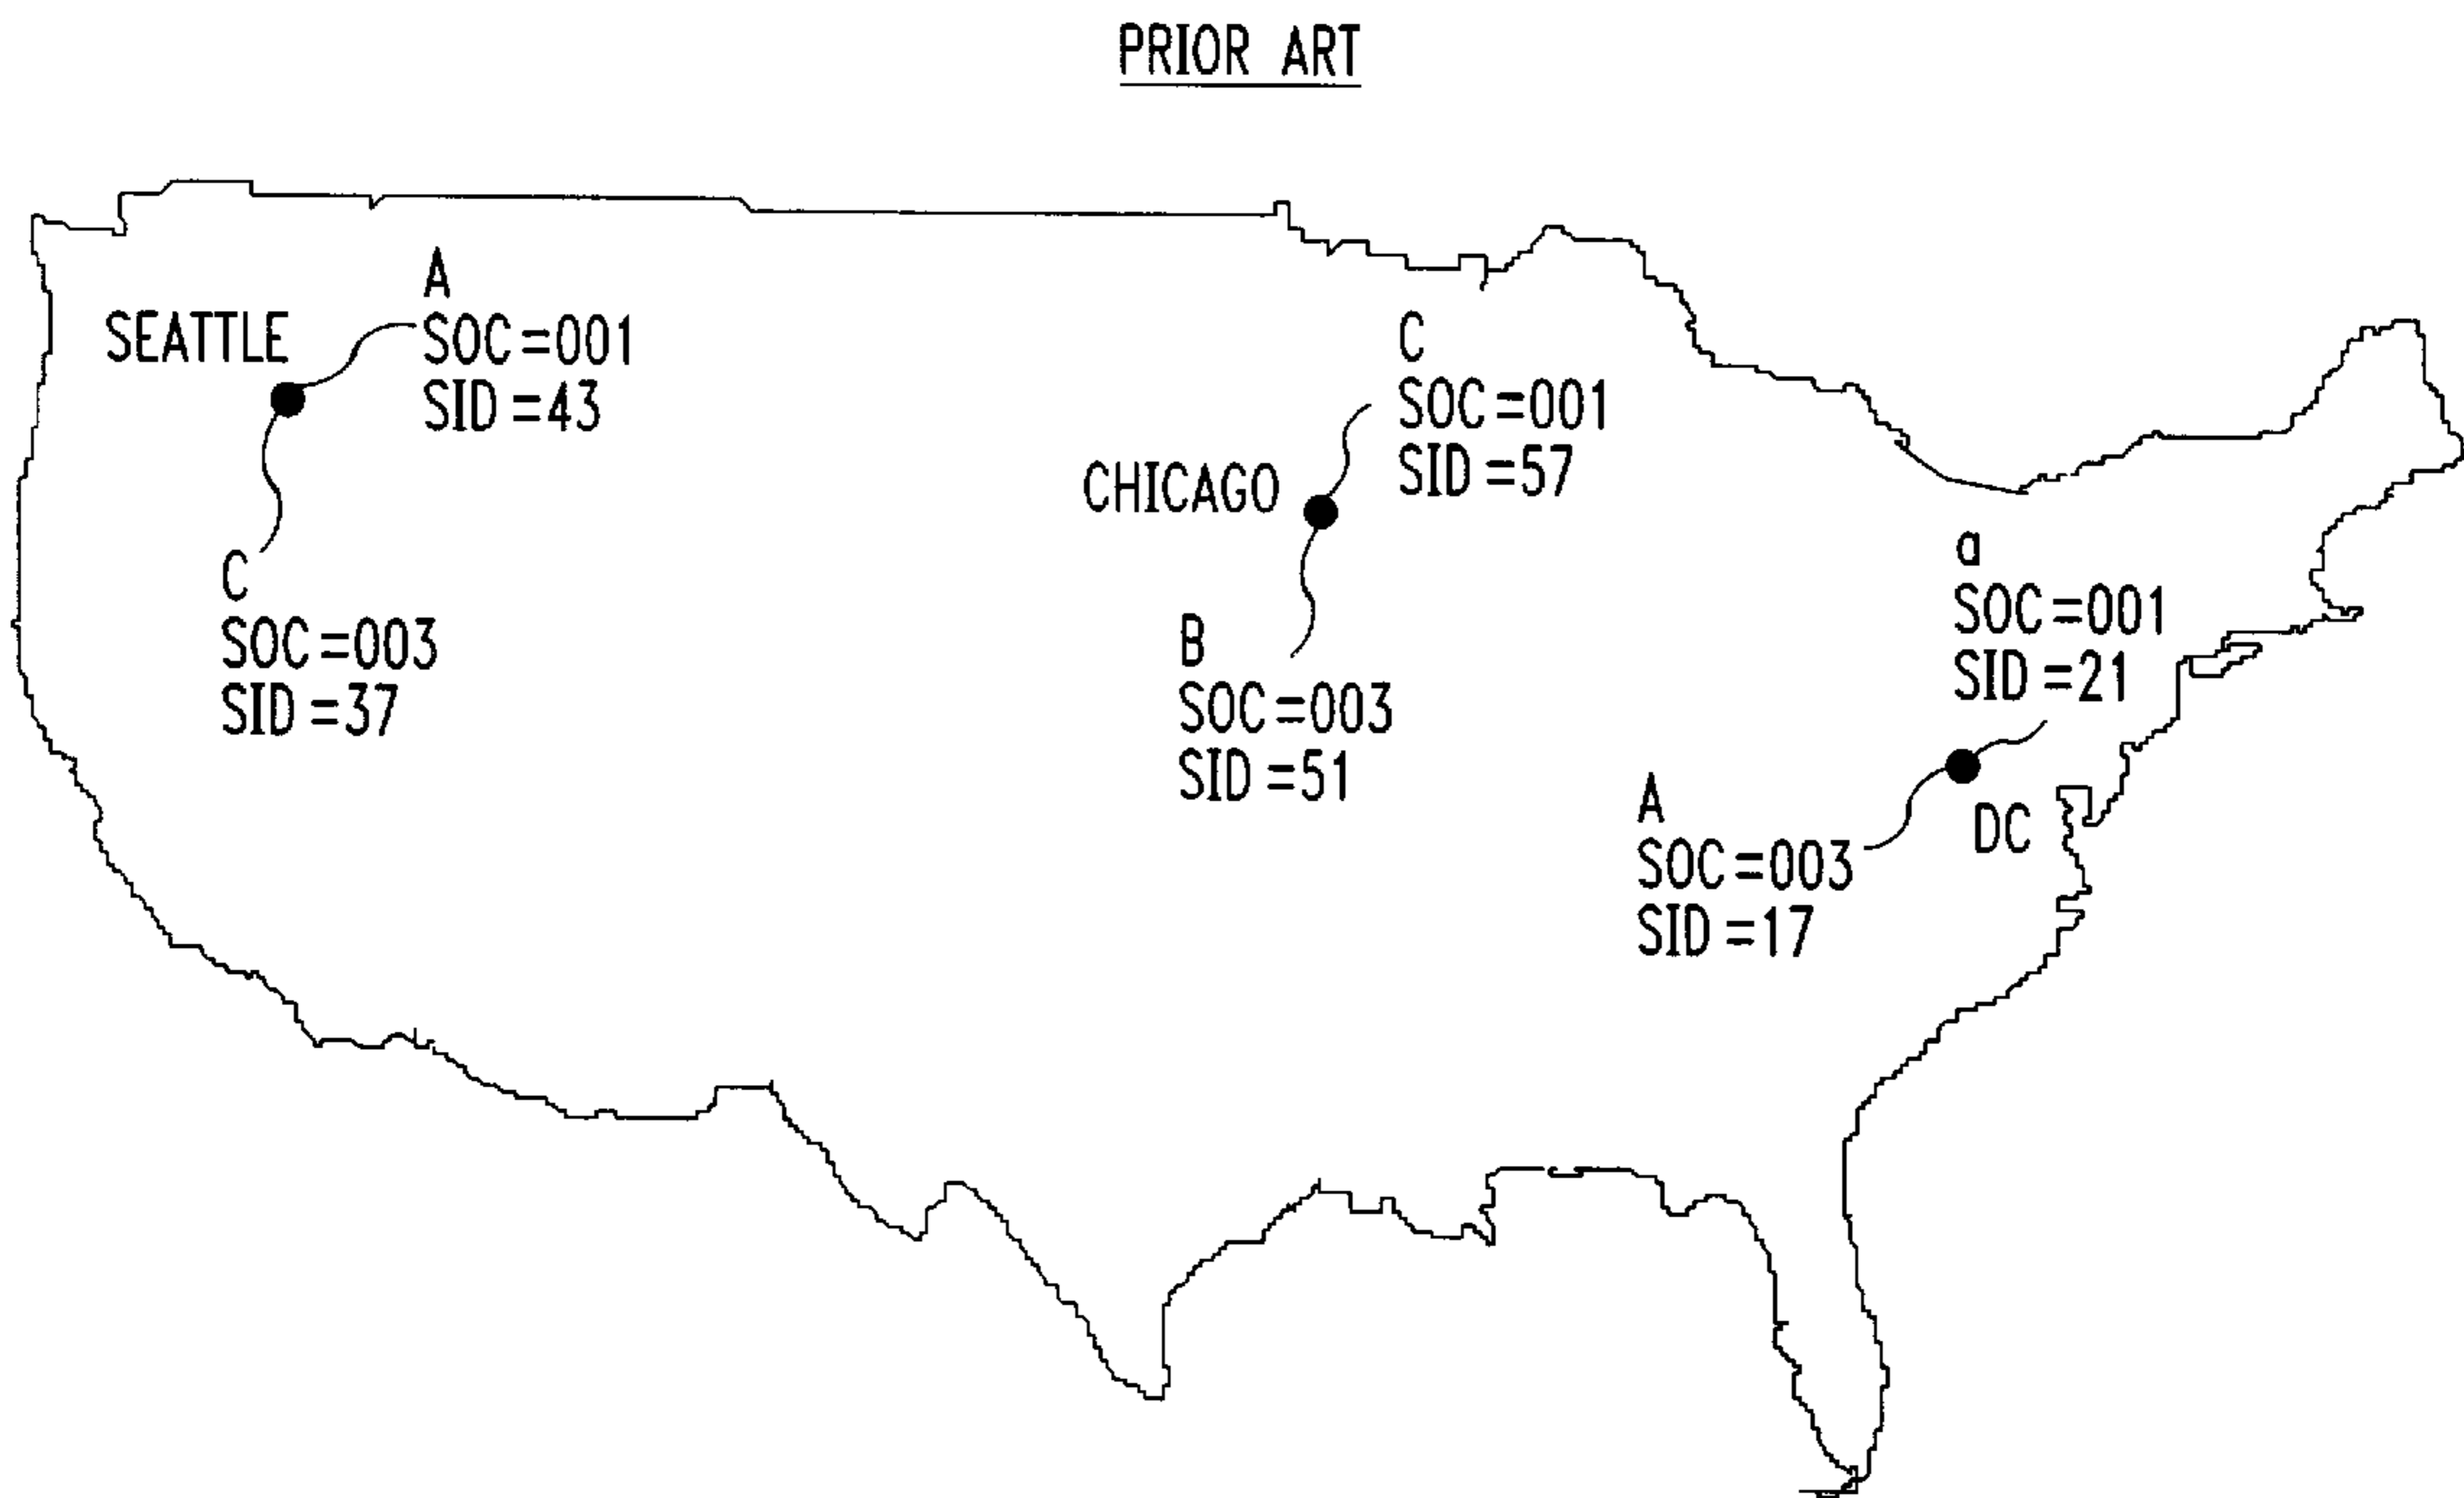 PRIOR ART
SEATTLE
A
SOC=001
SID=43
C
SOC=003
SID=37
CHICAGO
C
SOC=001
SID=57
B
SOC=003
SID=51
a
SOC=001
SID=21
A
SOC=003
SID=17
DC